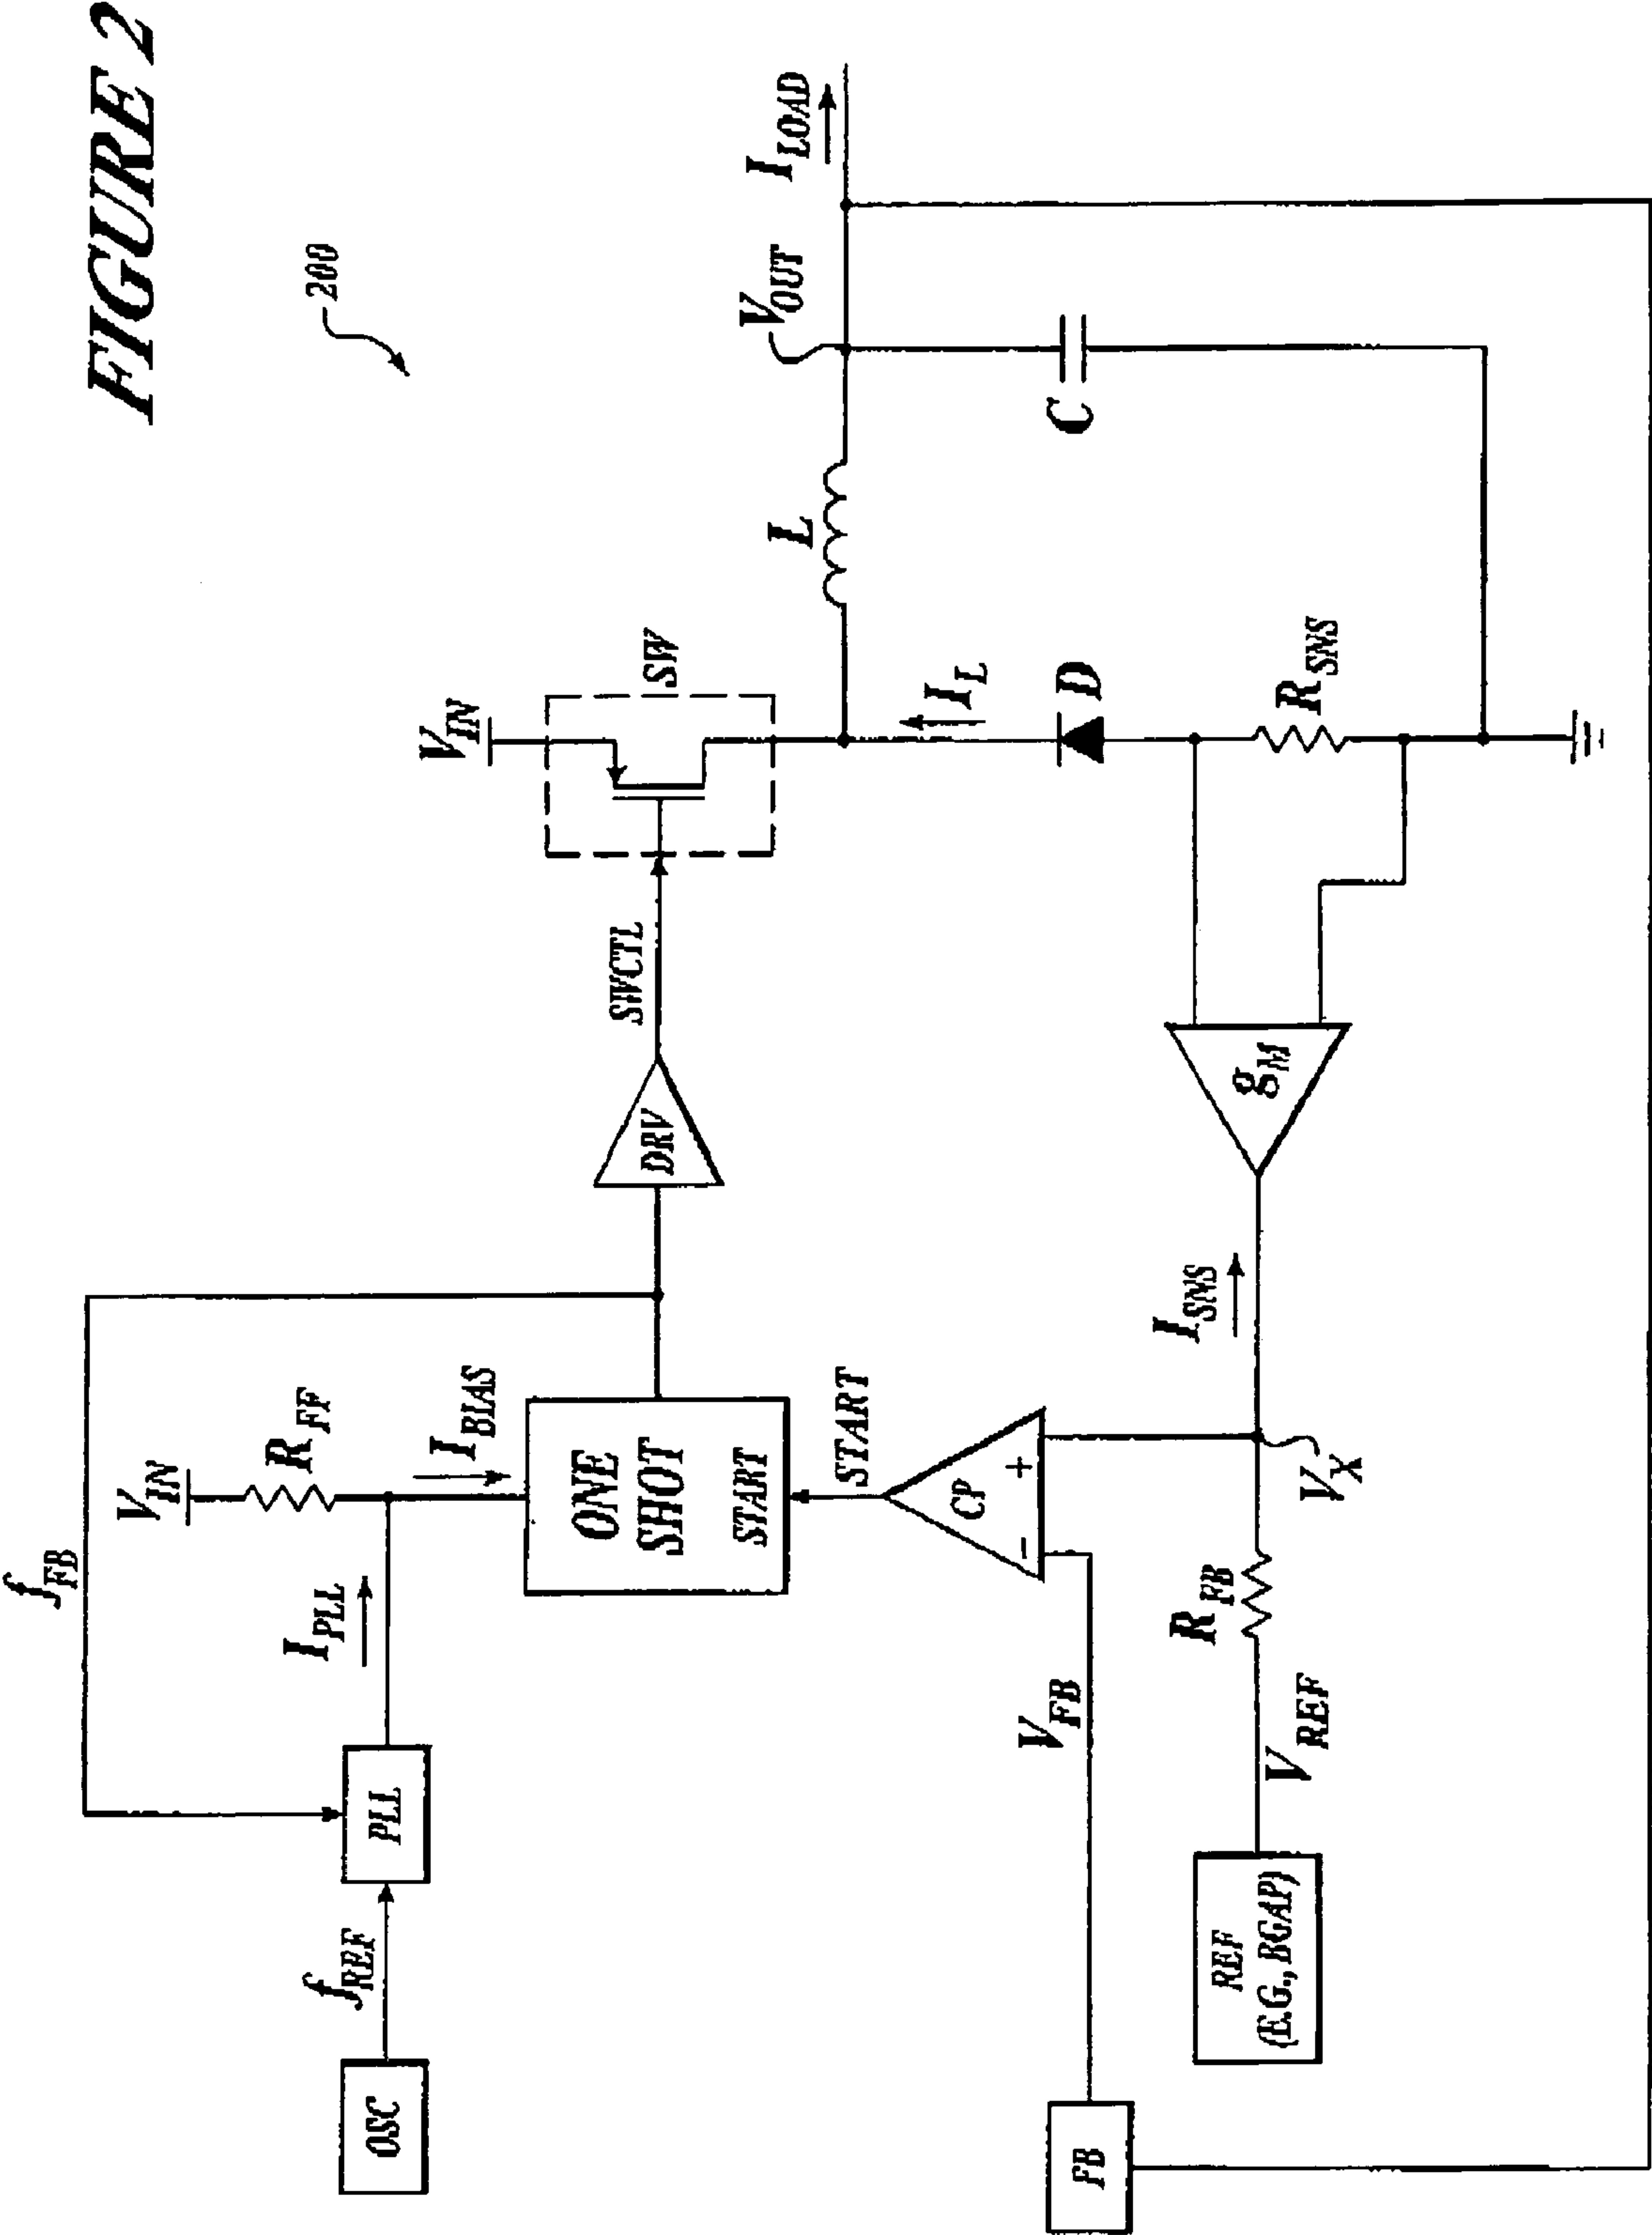 FIGURE 2
200
f_FB
V_IN
R_FF
I_PLL
I_BIAS
OSC
f_REF
PLL
ONE
SHOT
START
DRV
SWCTL
V_IN
SW
L
V_OUT
I_LOAD
START
CP
- +
I_L
D
C
V_FB
FB
R_FB
I_SNS
g_M
R_SNS
REF
(E.G., BGAP)
V_REF
V_X